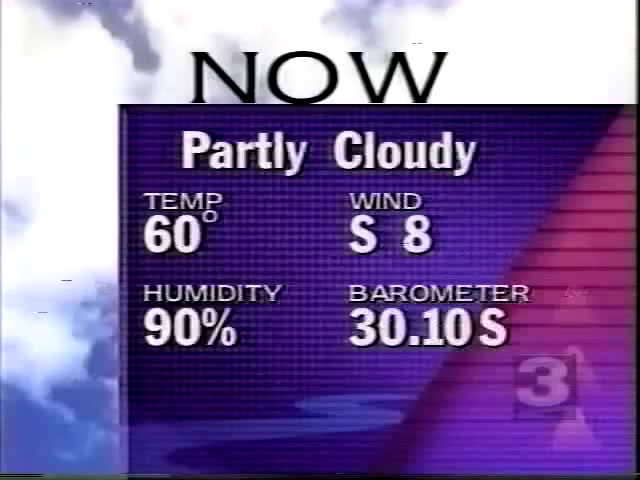 NOW
Partly Cloudy
TEMP WIND
60° S 8
HUMIDITY BAROMETER
90% 30.10 S
3